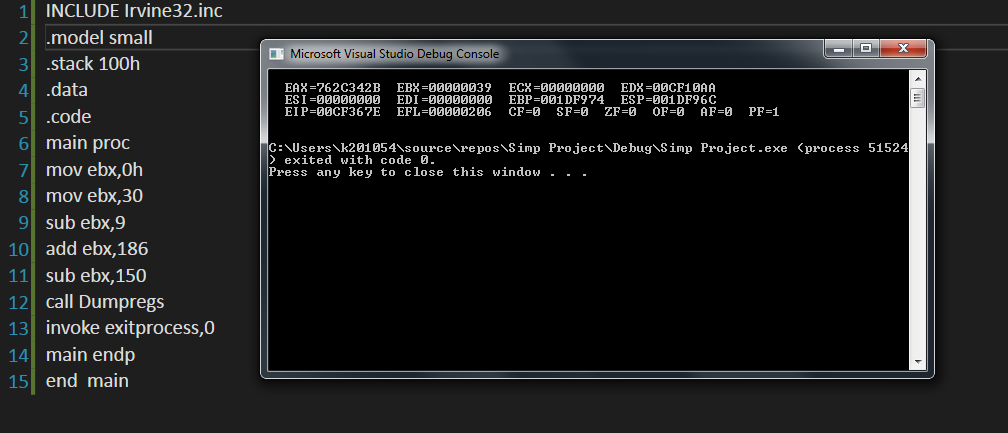 1 INCLUDE Irvine32.inc
2 .model small
3 .stack 100h
4 .data
5 .code
6 main proc
7 mov ebx,0h
8 mov ebx,30
9 sub ebx,9
10 add ebx,186
11 sub ebx,150
12 call Dumpregs
13 invoke exitprocess,0
14 main endp
15 end  main
Microsoft Visual Studio Debug Console
EAX=762C342B  EBX=00000039  ECX=00000000  EDX=00CF10AA
ESI=00000000  EDI=00000000  EBP=001DF974  ESP=001DF96C
EIP=00CF367E  EFL=00000206  CF=0  SF=0  ZF=0  OF=0  AF=0  PF=1
C:\Users\k201054\source\repos\Simp Project\Debug\Simp Project.exe (process 51524
) exited with code 0.
Press any key to close this window . . .